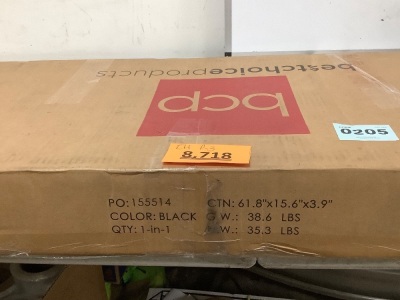 bestchoiceproducts
bcp
0205
8.718
PO: 155514 CTN: 61.8"x15.6"x3.9"
COLOR: BLACK G.W.: 38.6 LBS
QTY: 1-in-1 .W.: 35.3 LBS